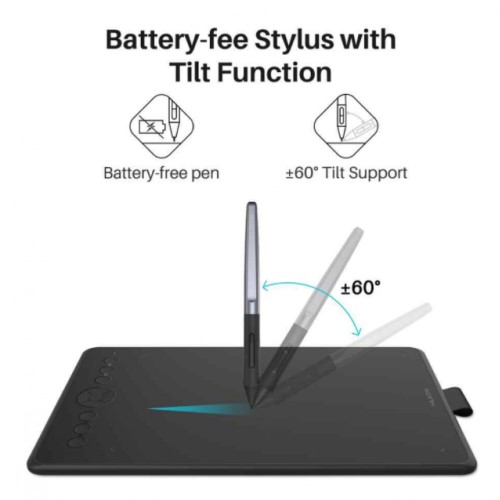 Battery-fee Stylus with
Tilt Function
Battery-free pen
±60° Tilt Support
±60°